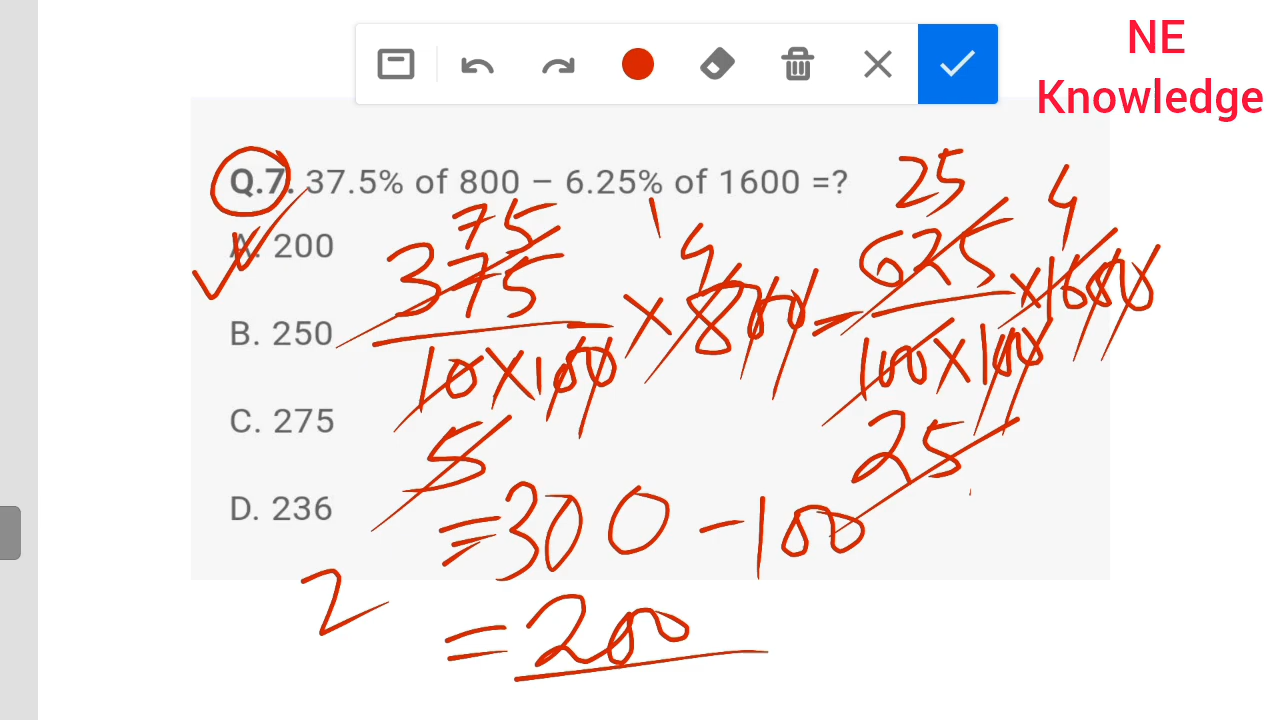 NE
Knowledge
Q.7. 37.5% of 800 – 6.25% of 1600 =?
A. 200
B. 250
C. 275
D. 236
75 4 25 4
375 × 800 – 625 × 1600
10×100 100×100
5 25
=300–100
2
=200